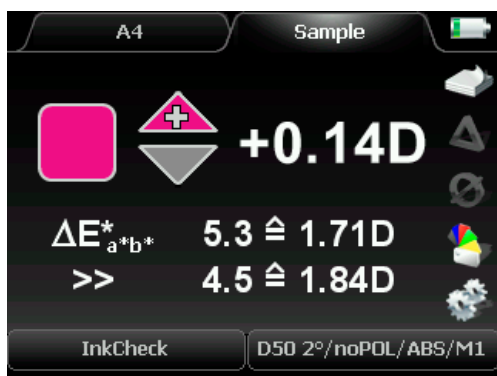 A4 Sample
+0.14D
ΔE*a*b* 5.3 ≙ 1.71D
>> 4.5 ≙ 1.84D
InkCheck D50 2°/noPOL/ABS/M1